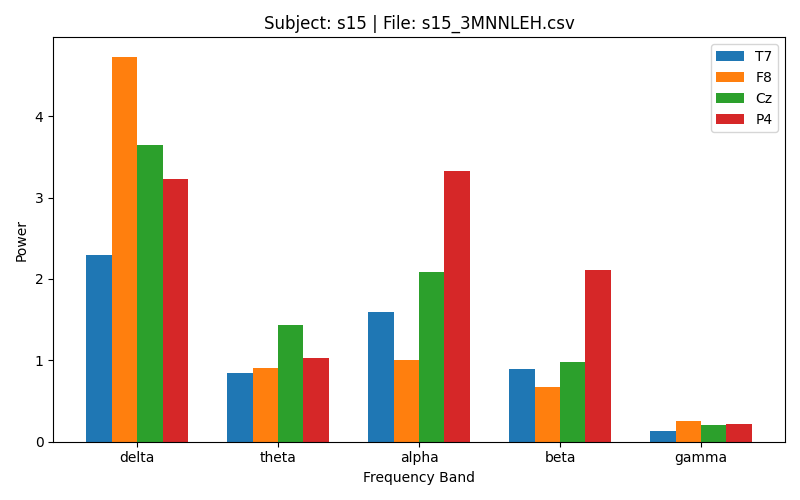 Subject: s15 | File: s15_3MNNLEH.csv
T7
F8
Cz
P4
Power
4
3
2
1
0
delta theta alpha beta gamma
Frequency Band